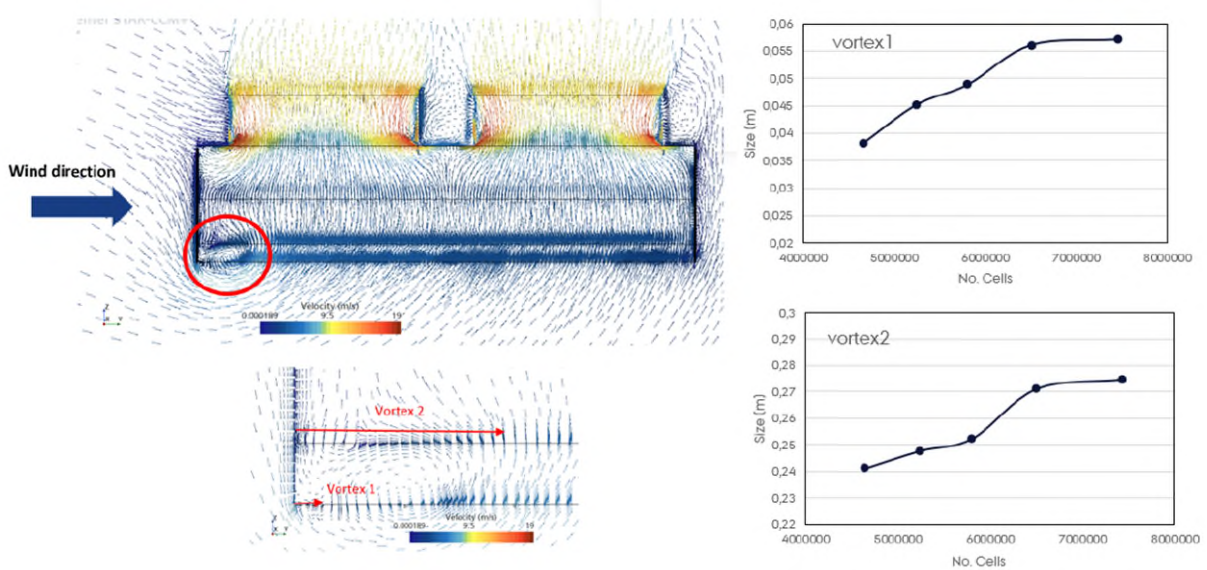 STAR-CCM+
Wind direction
Velocity (m/s)
0.000189 9.5 19
Z
X Y
Vortex 2
Vortex 1
Velocity (m/s)
0.000189 9.5 19
Z
X Y
vortex1
0,06
0,055
0,05
0,045
0,04
0,035
0,03
0,025
0,02
Size (m)
4000000 5000000 6000000 7000000 8000000
No. Cells
vortex2
0,3
0,29
0,28
0,27
0,26
0,25
0,24
0,23
0,22
Size (m)
4000000 5000000 6000000 7000000 8000000
No. Cells